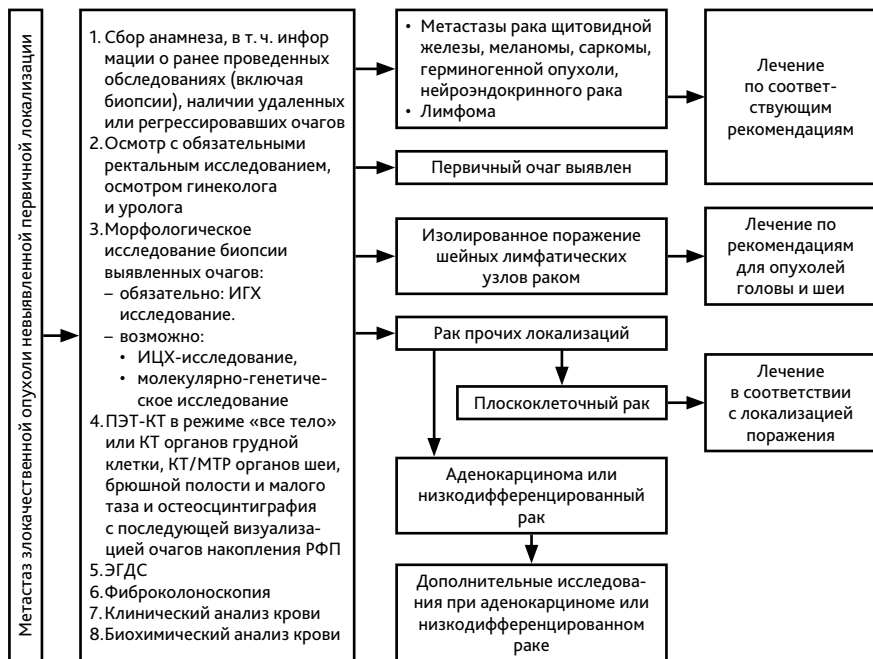 Метастаз злокачественной опухоли невыявленной первичной локализации
1. Сбор анамнеза, в т. ч. инфор
мации о ранее проведенных
обследованиях (включая
биопсии), наличии удаленных
или регрессировавших очагов
2. Осмотр с обязательными
ректальным исследованием,
осмотром гинеколога
и уролога
3. Морфологическое
исследование биопсии
выявленных очагов:
– обязательно: ИГХ
исследование.
– возможно:
• ИЦХ-исследование,
• молекулярно-генетиче-
ское исследование
4. ПЭТ-КТ в режиме «все тело»
или КТ органов грудной
клетки, КТ/МТР органов шеи,
брюшной полости и малого
таза и остеосцинтиграфия
с последующей визуализа-
цией очагов накопления РФП
5. ЭГДС
6. Фиброколоноскопия
7. Клинический анализ крови
8. Биохимический анализ крови
• Метастазы рака щитовидной
железы, меланомы, саркомы,
герминогенной опухоли,
нейроэндокринного рака
• Лимфома
Лечение
по соответ-
ствующим
рекомендациям
Первичный очаг выявлен
Изолированное поражение
шейных лимфатических
узлов раком
Лечение по
рекомендациям
для опухолей
головы и шеи
Рак прочих локализаций
Плоскоклеточный рак
Лечение
в соответствии
с локализацией
поражения
Аденокарцинома или
низкодифференцированный
рак
Дополнительные исследова-
ния при аденокарциноме или
низкодифференцированном
раке